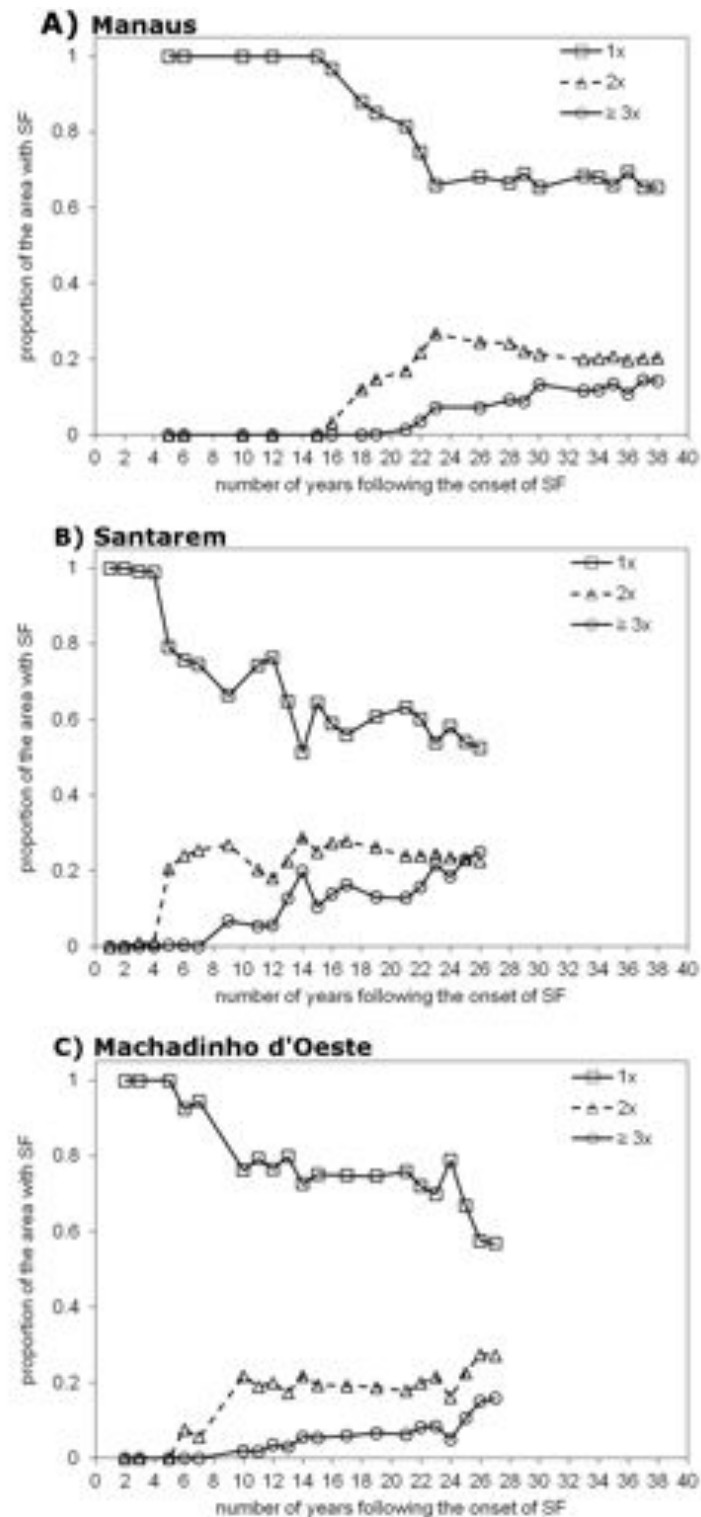 A) Manaus
1x
2x
≥ 3x
proportion of the area with SF
1
0.8
0.6
0.4
0.2
0
0 2 4 6 8 10 12 14 16 18 20 22 24 26 28 30 32 34 36 38 40
number of years following the onset of SF
B) Santarem
1x
2x
≥ 3x
proportion of the area with SF
1
0.8
0.6
0.4
0.2
0
0 2 4 6 8 10 12 14 16 18 20 22 24 26 28 30 32 34 36 38 40
number of years following the onset of SF
C) Machadinho d'Oeste
1x
2x
≥ 3x
proportion of the area with SF
1
0.8
0.6
0.4
0.2
0
0 2 4 6 8 10 12 14 16 18 20 22 24 26 28 30 32 34 36 38 40
number of years following the onset of SF